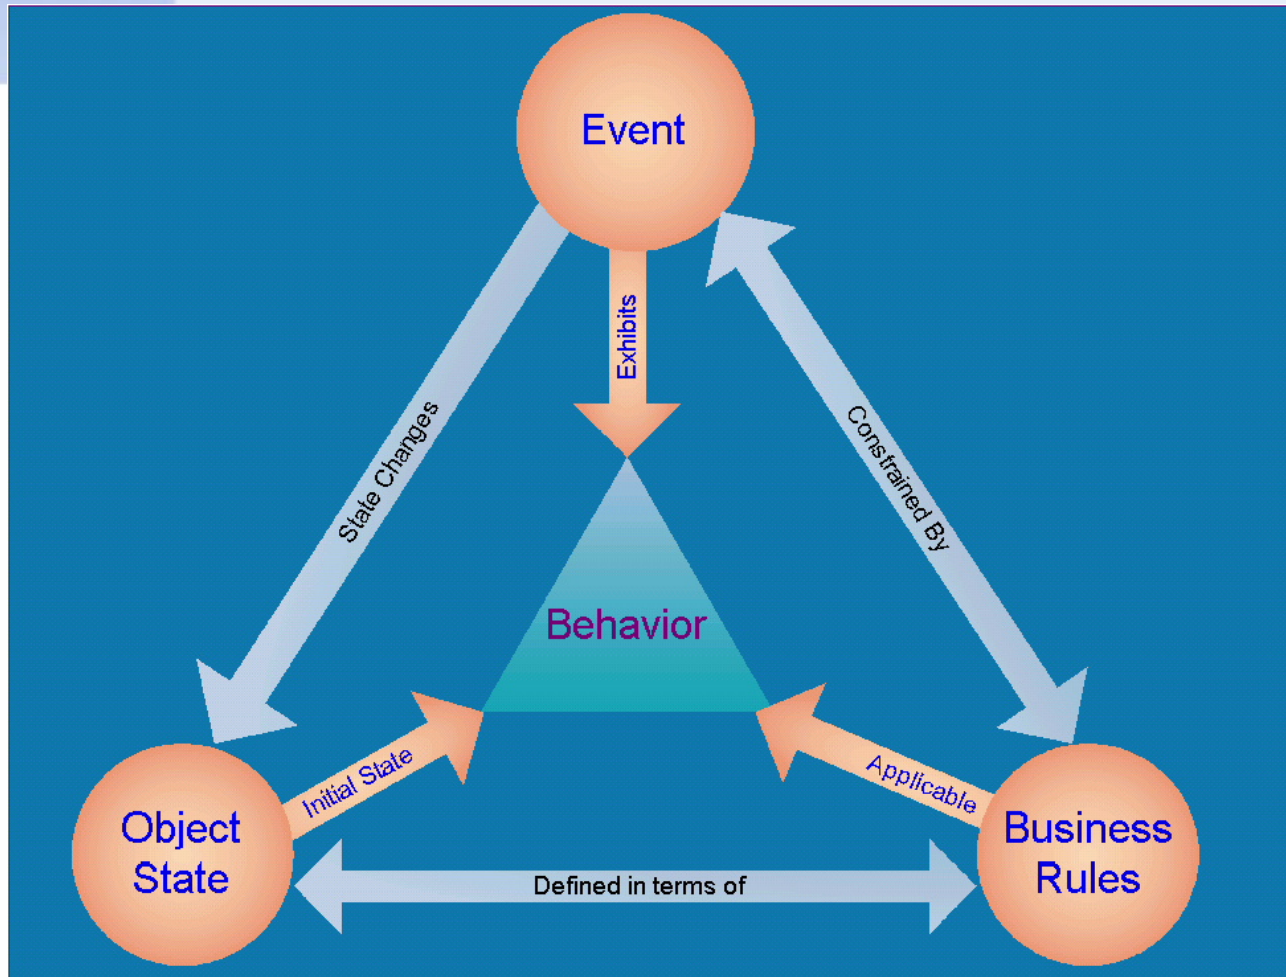 Event
Exhibits
State Changes
Constrained By
Behavior
Initial State
Applicable
Object
State
Business
Rules
Defined in terms of